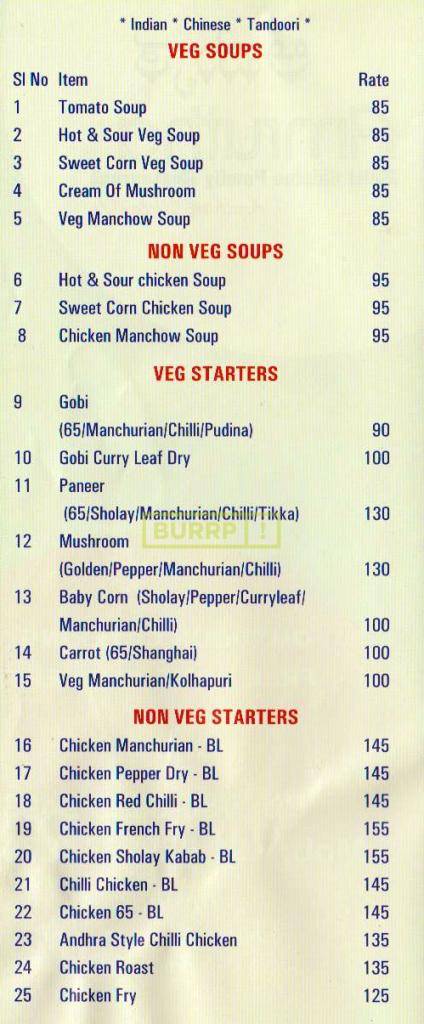 * Indian * Chinese * Tandoori *
VEG SOUPS
Sl No Item Rate
1 Tomato Soup 85
2 Hot & Sour Veg Soup 85
3 Sweet Corn Veg Soup 85
4 Cream Of Mushroom 85
5 Veg Manchow Soup 85
NON VEG SOUPS
6 Hot & Sour chicken Soup 95
7 Sweet Corn Chicken Soup 95
8 Chicken Manchow Soup 95
VEG STARTERS
9 Gobi
(65/Manchurian/Chilli/Pudina) 90
10 Gobi Curry Leaf Dry 100
11 Paneer
(65/Sholay/Manchurian/Chilli/Tikka) 130
BURRP!
12 Mushroom
(Golden/Pepper/Manchurian/Chilli) 130
13 Baby Corn (Sholay/Pepper/Curryleaf/
Manchurian/Chilli) 100
14 Carrot (65/Shanghai) 100
15 Veg Manchurian/Kolhapuri 100
NON VEG STARTERS
16 Chicken Manchurian - BL 145
17 Chicken Pepper Dry - BL 145
18 Chicken Red Chilli - BL 145
19 Chicken French Fry - BL 155
20 Chicken Sholay Kabab - BL 155
21 Chilli Chicken - BL 145
22 Chicken 65 - BL 145
23 Andhra Style Chilli Chicken 135
24 Chicken Roast 135
25 Chicken Fry 125